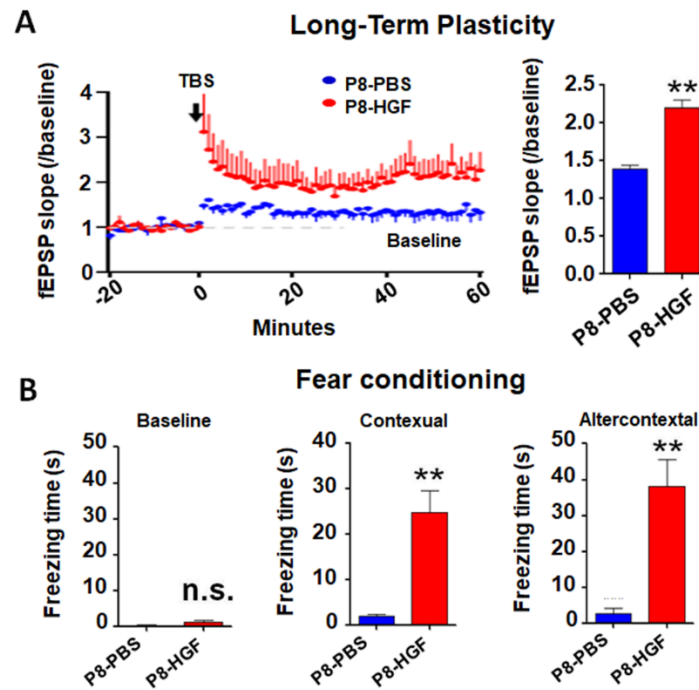 A
Long-Term Plasticity
TBS
P8-PBS
P8-HGF
fEPSP slope (/baseline)
4
3
2
1
0
Baseline
-20
0
20
40
60
Minutes
fEPSP slope (/baseline)
2.5
2.0
1.5
1.0
0.5
0.0
**
P8-PBS
P8-HGF
B
Fear conditioning
Baseline
Freezing time (s)
50
40
30
20
10
0
n.s.
P8-PBS
P8-HGF
Contexual
Freezing time (s)
40
30
20
10
0
**
P8-PBS
P8-HGF
Altercontextal
Freezing time (s)
50
40
30
20
10
0
**
P8-PBS
P8-HGF